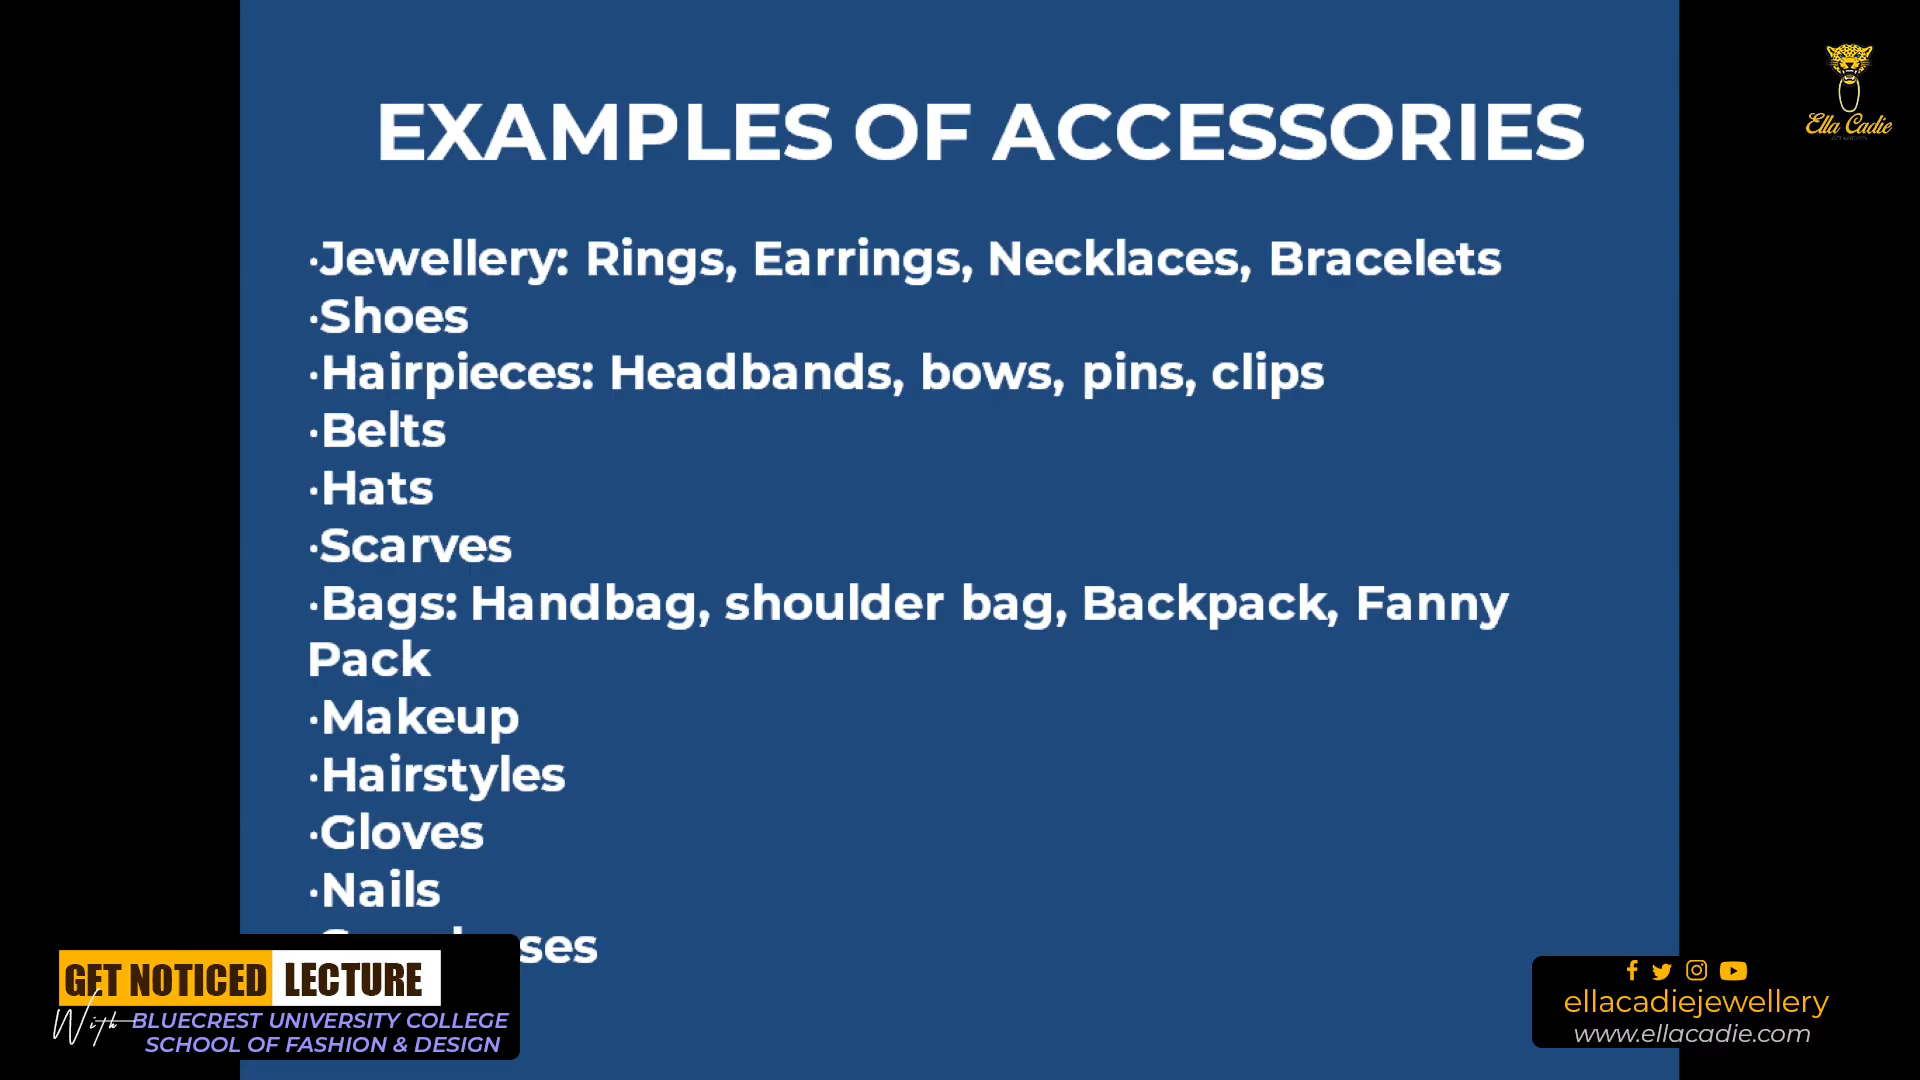 EXAMPLES OF ACCESSORIES
Ella Cadie
·Jewellery: Rings, Earrings, Necklaces, Bracelets
·Shoes
·Hairpieces: Headbands, bows, pins, clips
·Belts
·Hats
·Scarves
·Bags: Handbag, shoulder bag, Backpack, Fanny
Pack
·Makeup
·Hairstyles
·Gloves
·Nails
GET NOTICED LECTURE
With BLUECREST UNIVERSITY COLLEGE
SCHOOL OF FASHION & DESIGN
ellacadiejewellery
www.ellacadie.com